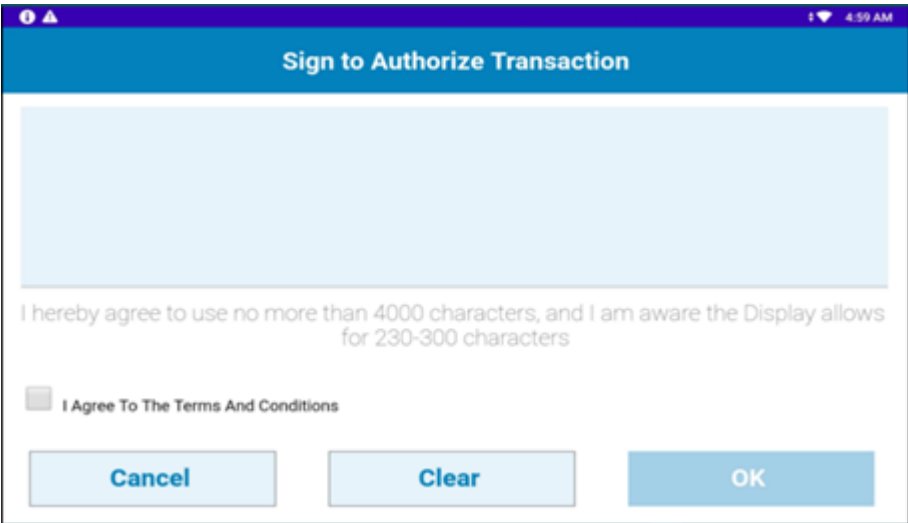 4:59 AM
Sign to Authorize Transaction
I hereby agree to use no more than 4000 characters, and I am aware the Display allows
for 230-300 characters
I Agree To The Terms And Conditions
Cancel Clear OK